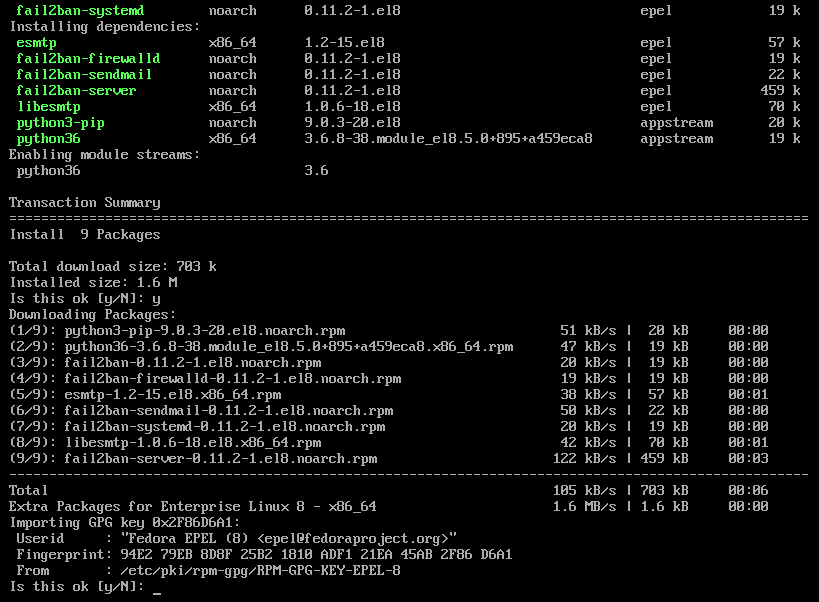 fail2ban-systemd noarch 0.11.2-1.el8 epel 19 k
Installing dependencies:
esmtp x86_64 1.2-15.el8 epel 57 k
fail2ban-firewalld noarch 0.11.2-1.el8 epel 19 k
fail2ban-sendmail noarch 0.11.2-1.el8 epel 22 k
fail2ban-server noarch 0.11.2-1.el8 epel 459 k
libesmtp x86_64 1.0.6-18.el8 epel 70 k
python3-pip noarch 9.0.3-20.el8 appstream 20 k
python36 x86_64 3.6.8-38.module_el8.5.0+895+a459eca8 appstream 19 k
Enabling module streams:
python36 3.6
Transaction Summary
================================================================================
Install 9 Packages
Total download size: 703 k
Installed size: 1.6 M
Is this ok [y/N]: y
Downloading Packages:
(1/9): python3-pip-9.0.3-20.el8.noarch.rpm 51 kB/s | 20 kB 00:00
(2/9): python36-3.6.8-38.module_el8.5.0+895+a459eca8.x86_64.rpm 47 kB/s | 19 kB 00:00
(3/9): fail2ban-0.11.2-1.el8.noarch.rpm 20 kB/s | 19 kB 00:00
(4/9): fail2ban-firewalld-0.11.2-1.el8.noarch.rpm 19 kB/s | 19 kB 00:00
(5/9): esmtp-1.2-15.el8.x86_64.rpm 38 kB/s | 57 kB 00:01
(6/9): fail2ban-sendmail-0.11.2-1.el8.noarch.rpm 50 kB/s | 22 kB 00:00
(7/9): fail2ban-systemd-0.11.2-1.el8.noarch.rpm 20 kB/s | 19 kB 00:00
(8/9): libesmtp-1.0.6-18.el8.x86_64.rpm 42 kB/s | 70 kB 00:01
(9/9): fail2ban-server-0.11.2-1.el8.noarch.rpm 122 kB/s | 459 kB 00:03
--------------------------------------------------------------------------------
Total 105 kB/s | 703 kB 00:06
Extra Packages for Enterprise Linux 8 - x86_64 1.6 MB/s | 1.6 kB 00:00
Importing GPG key 0x2F86D6A1:
Userid : "Fedora EPEL (8) <epel@fedoraproject.org>"
Fingerprint: 94E2 79EB 8D8F 25B2 1810 ADF1 21EA 45AB 2F86 D6A1
From : /etc/pki/rpm-gpg/RPM-GPG-KEY-EPEL-8
Is this ok [y/N]: _